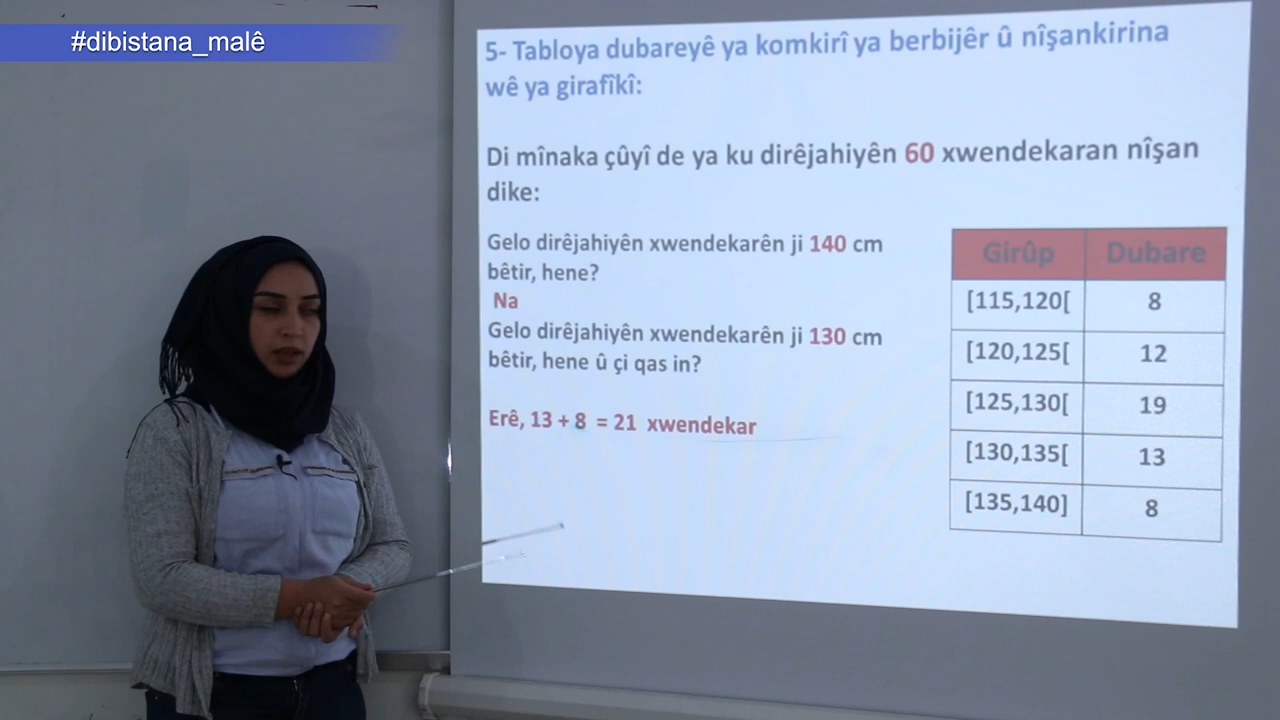 #dibistana_malê
5- Tabloya dubareyê ya komkirî ya berbijêr û nîşankirina
wê ya girafîkî:
Di mînaka çûyî de ya ku dirêjahiyên 60 xwendekaran nîşan
dike:
Gelo dirêjahiyên xwendekarên ji 140 cm
bêtir, hene?
Na
Gelo dirêjahiyên xwendekarên ji 130 cm
bêtir, hene û çi qas in?
Erê, 13 + 8 = 21 xwendekar
Girûp Dubare
[115,120[ 8
[120,125[ 12
[125,130[ 19
[130,135[ 13
[135,140] 8